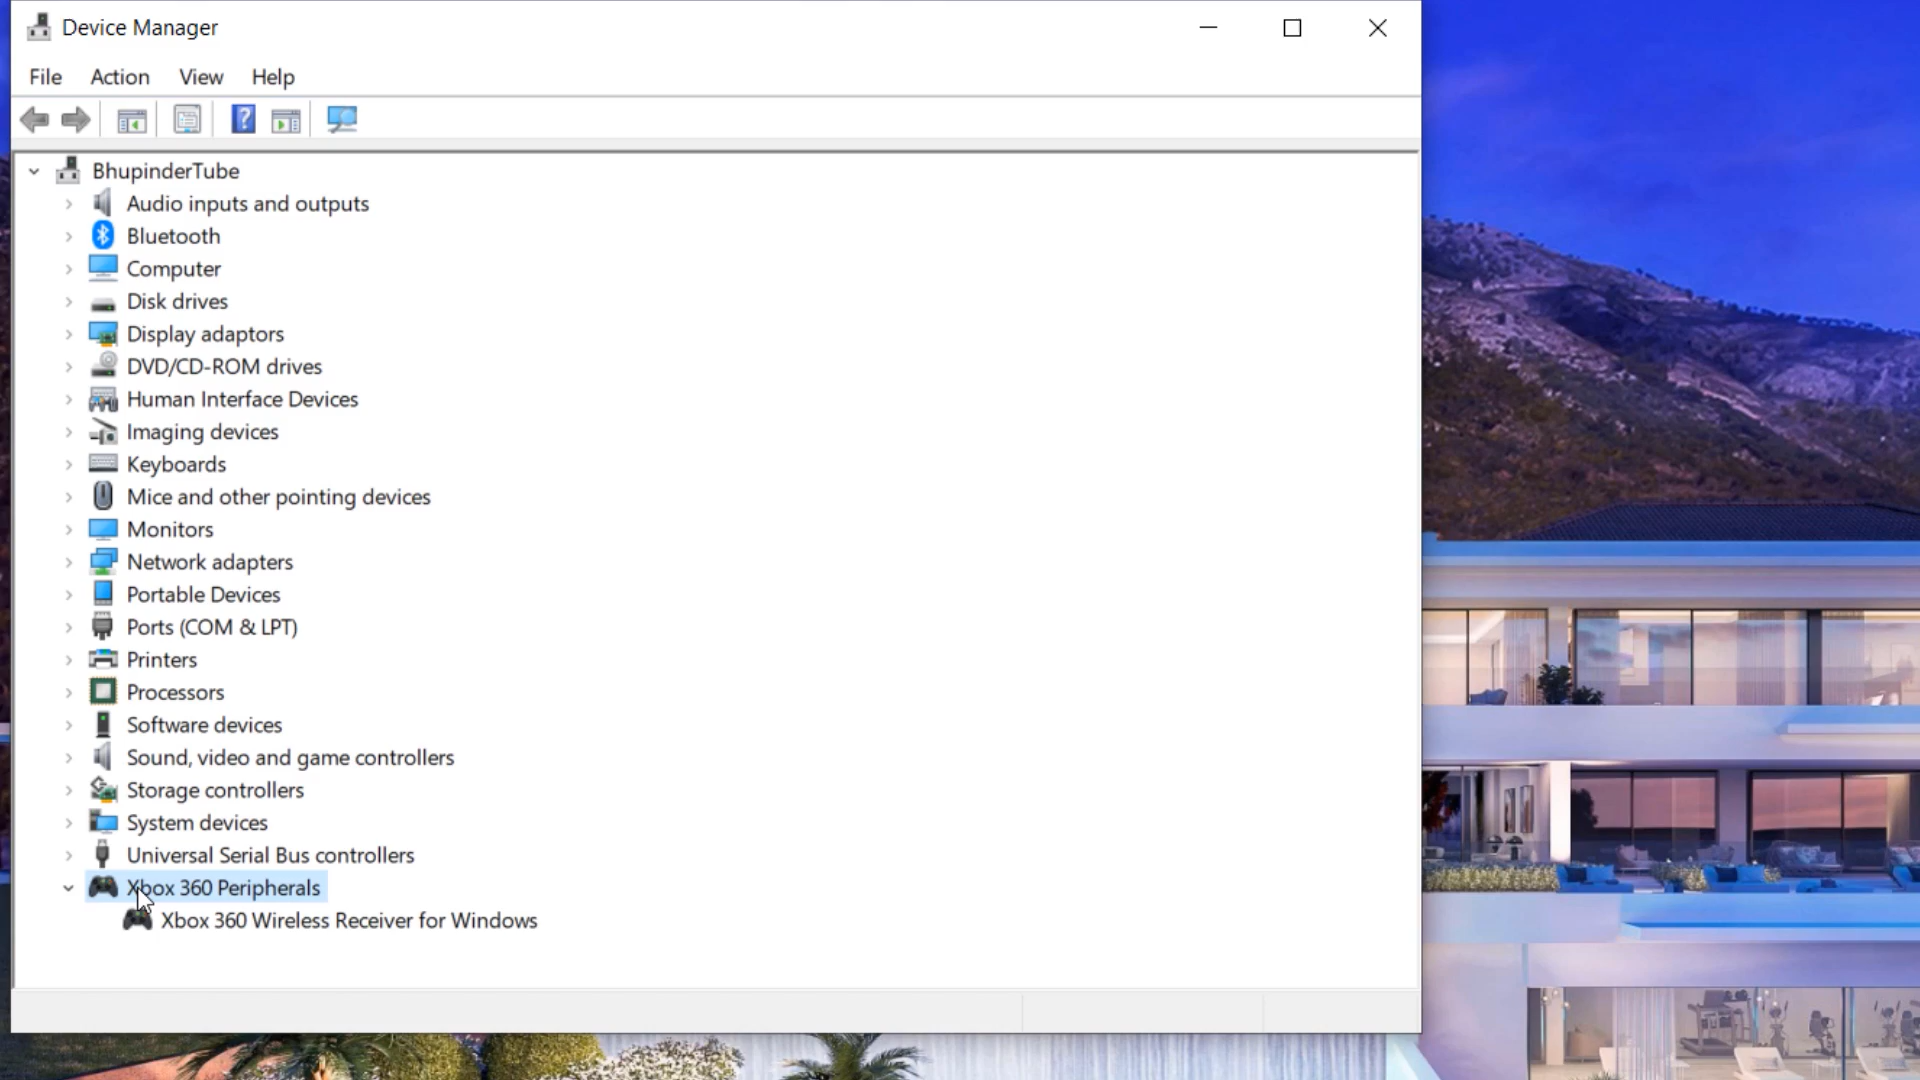 Device Manager
File Action View Help
BhupinderTube
Audio inputs and outputs
Bluetooth
Computer
Disk drives
Display adaptors
DVD/CD-ROM drives
Human Interface Devices
Imaging devices
Keyboards
Mice and other pointing devices
Monitors
Network adapters
Portable Devices
Ports (COM & LPT)
Printers
Processors
Software devices
Sound, video and game controllers
Storage controllers
System devices
Universal Serial Bus controllers
Xbox 360 Peripherals
Xbox 360 Wireless Receiver for Windows